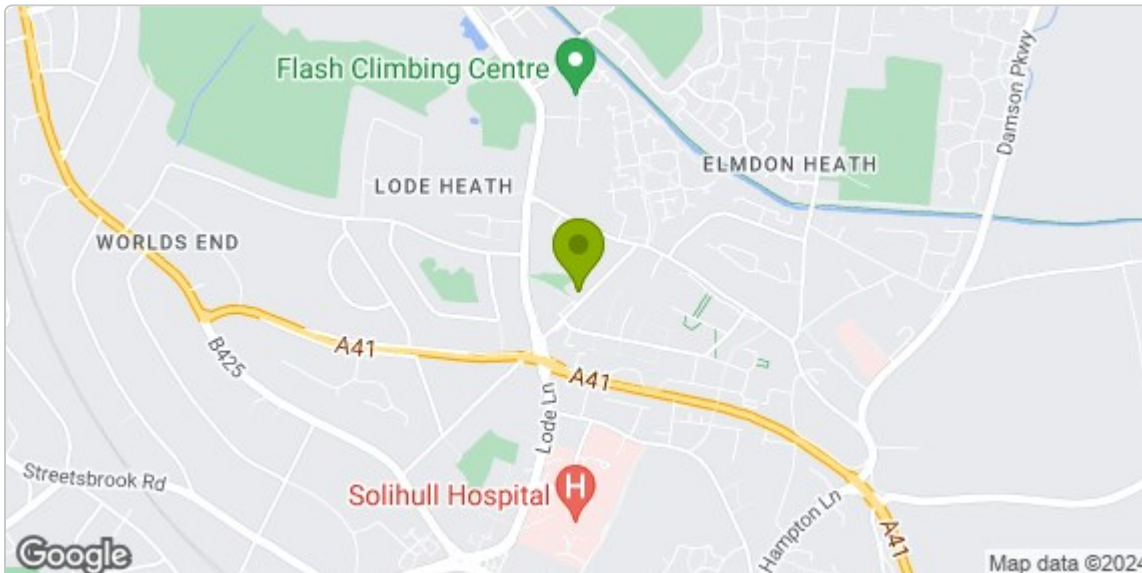 Flash Climbing Centre
Damson Pkwy
ELMDON HEATH
LODE HEATH
WORLDS END
A41
B425
A41
Lode Ln
Streetsbrook Rd
Solihull Hospital
H
Hampton Ln
A41
Google
Map data ©2024